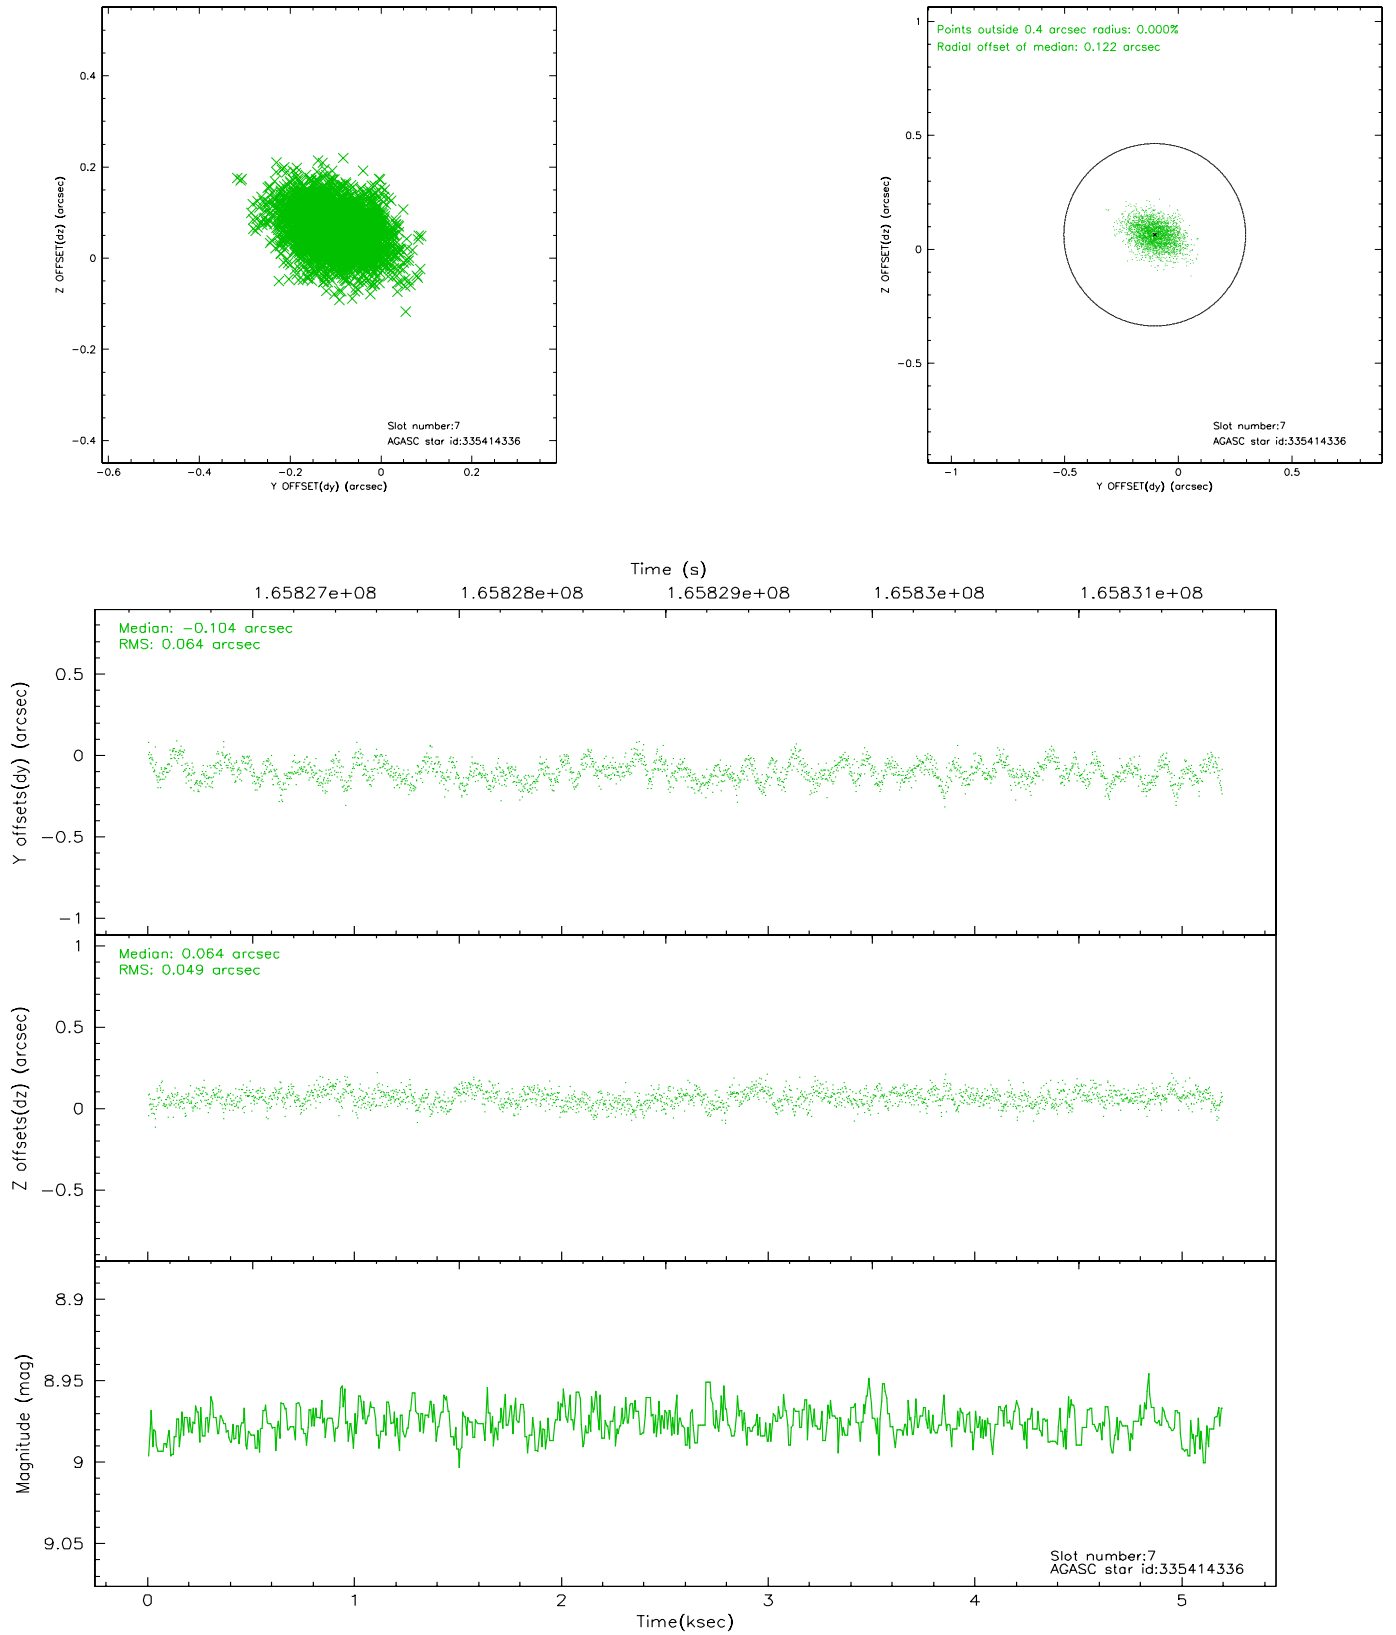 0.4
0.2
0
−0.2
−0.4
Z OFFSET(dz) (arcsec)
Slot number:7
AGASC star id:335414336
−0.6 −0.4 −0.2 0 0.2
Y OFFSET(dy) (arcsec)
Points outside 0.4 arcsec radius: 0.000%
Radial offset of median: 0.122 arcsec
1
0.5
0
−0.5
Z OFFSET(dz) (arcsec)
Slot number:7
AGASC star id:335414336
−1 −0.5 0 0.5
Y OFFSET(dy) (arcsec)
Time (s)
1.65827e+08 1.65828e+08 1.65829e+08 1.6583e+08 1.65831e+08
Median: −0.104 arcsec
RMS: 0.064 arcsec
0.5
0
−0.5
−1
Y offsets(dy) (arcsec)
Median: 0.064 arcsec
RMS: 0.049 arcsec
1
0.5
0
−0.5
Z offsets(dz) (arcsec)
8.9
8.95
9
9.05
Magnitude (mag)
Slot number:7
AGASC star id:335414336
0 1 2 3 4 5
Time(ksec)